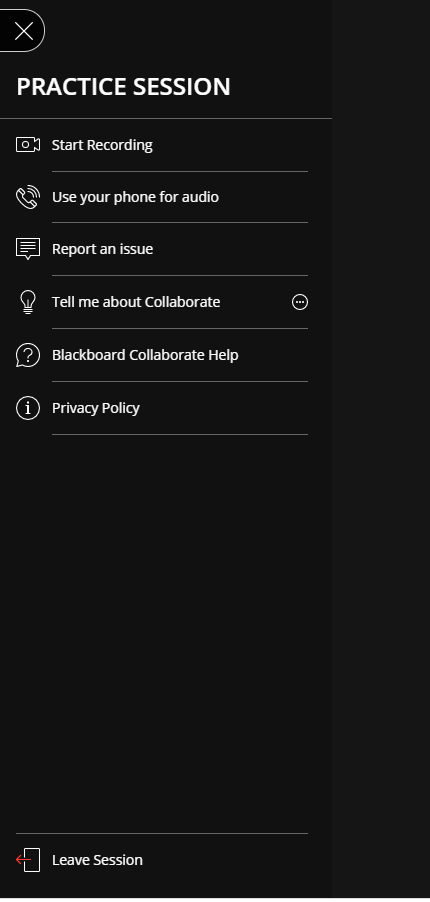 PRACTICE SESSION
Start Recording
Use your phone for audio
Report an issue
Tell me about Collaborate
Blackboard Collaborate Help
Privacy Policy
Leave Session